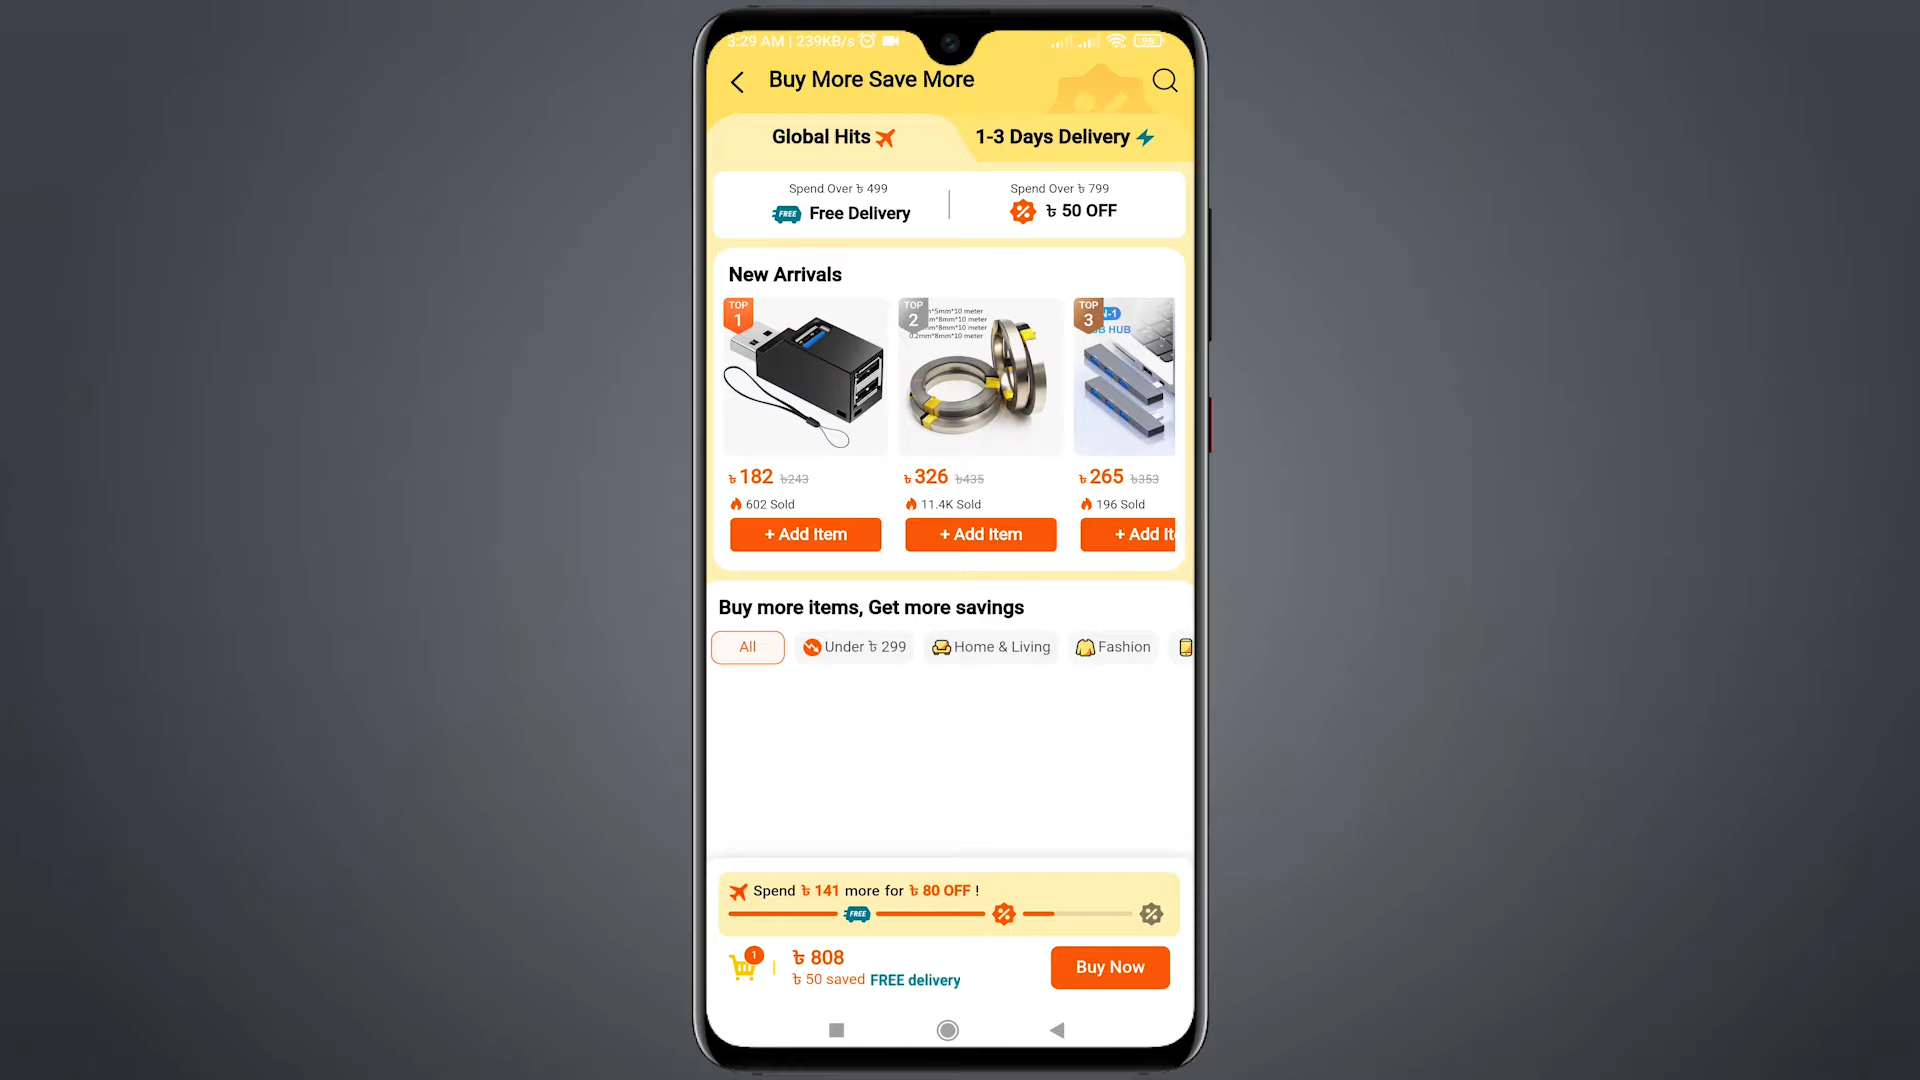 3:29 AM | 239KB/s
Buy More Save More
Global Hits
1-3 Days Delivery
Spend Over ৳ 499
FREE Free Delivery
Spend Over ৳ 799
৳ 50 OFF
New Arrivals
TOP 1
TOP 2
*5mm*10 meter
*8mm*10 meter
*8mm*10 meter
0.2mm*8mm*10 meter
TOP 3
N-1
HUB
৳ 182 ৳243
৳ 326 ৳435
৳ 265 ৳353
602 Sold
11.4K Sold
196 Sold
+ Add Item
+ Add Item
+ Add It
Buy more items, Get more savings
All
Under ৳ 299
Home & Living
Fashion
Spend ৳ 141 more for ৳ 80 OFF !
FREE
1
৳ 808
৳ 50 saved FREE delivery
Buy Now